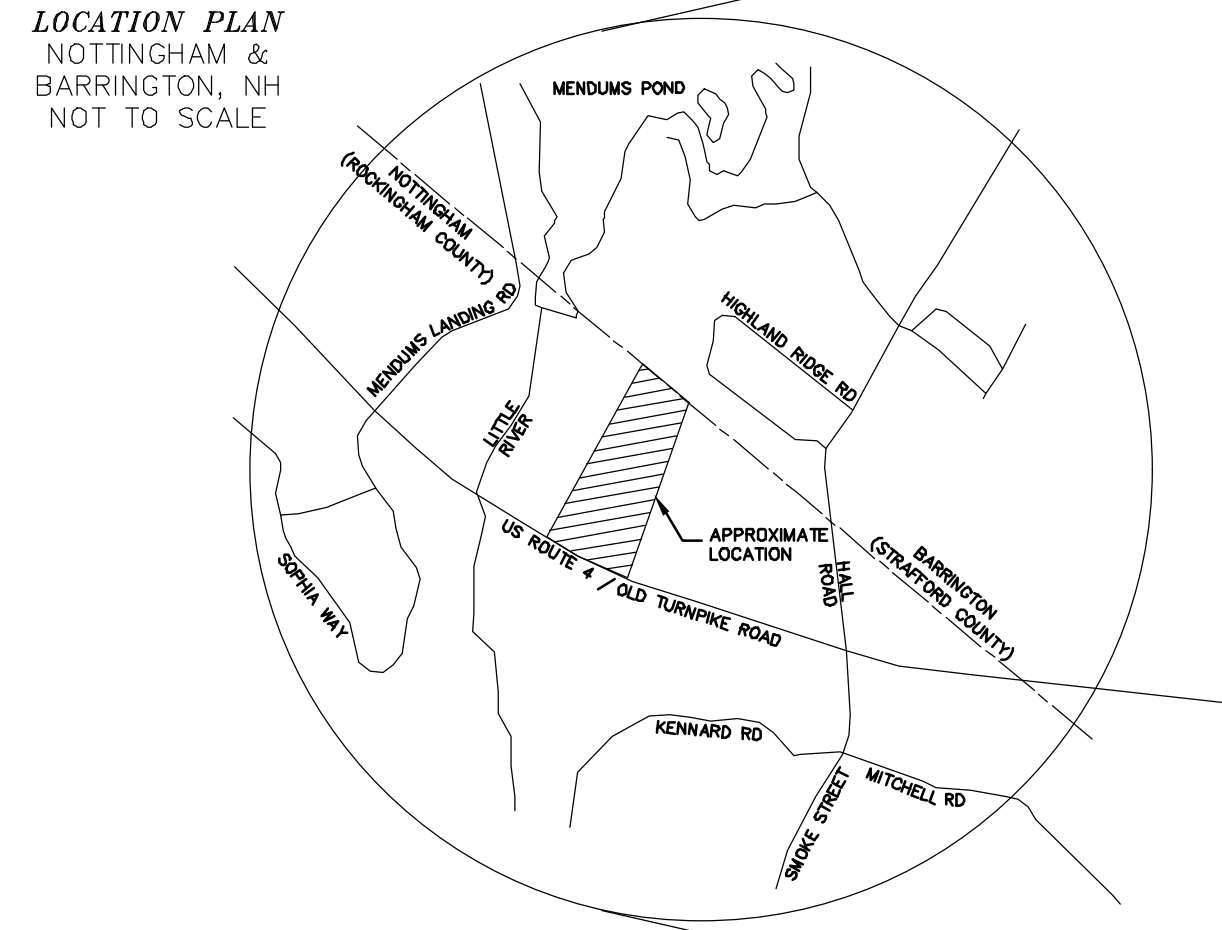 LOCATION PLAN
NOTTINGHAM &
BARRINGTON, NH
NOT TO SCALE
MENDUMS POND
NOTTINGHAM
(ROCKINGHAM COUNTY)
MENDUMS LANDING RD
HIGHLAND RIDGE RD
LITTLE
RIVER
APPROXIMATE
LOCATION
US ROUTE 4 / OLD TURNPIKE ROAD
HALL
ROAD
BARRINGTON
(STRAFFORD COUNTY)
SOPHIA WAY
KENNARD RD
MITCHELL RD
SMOKE STREET